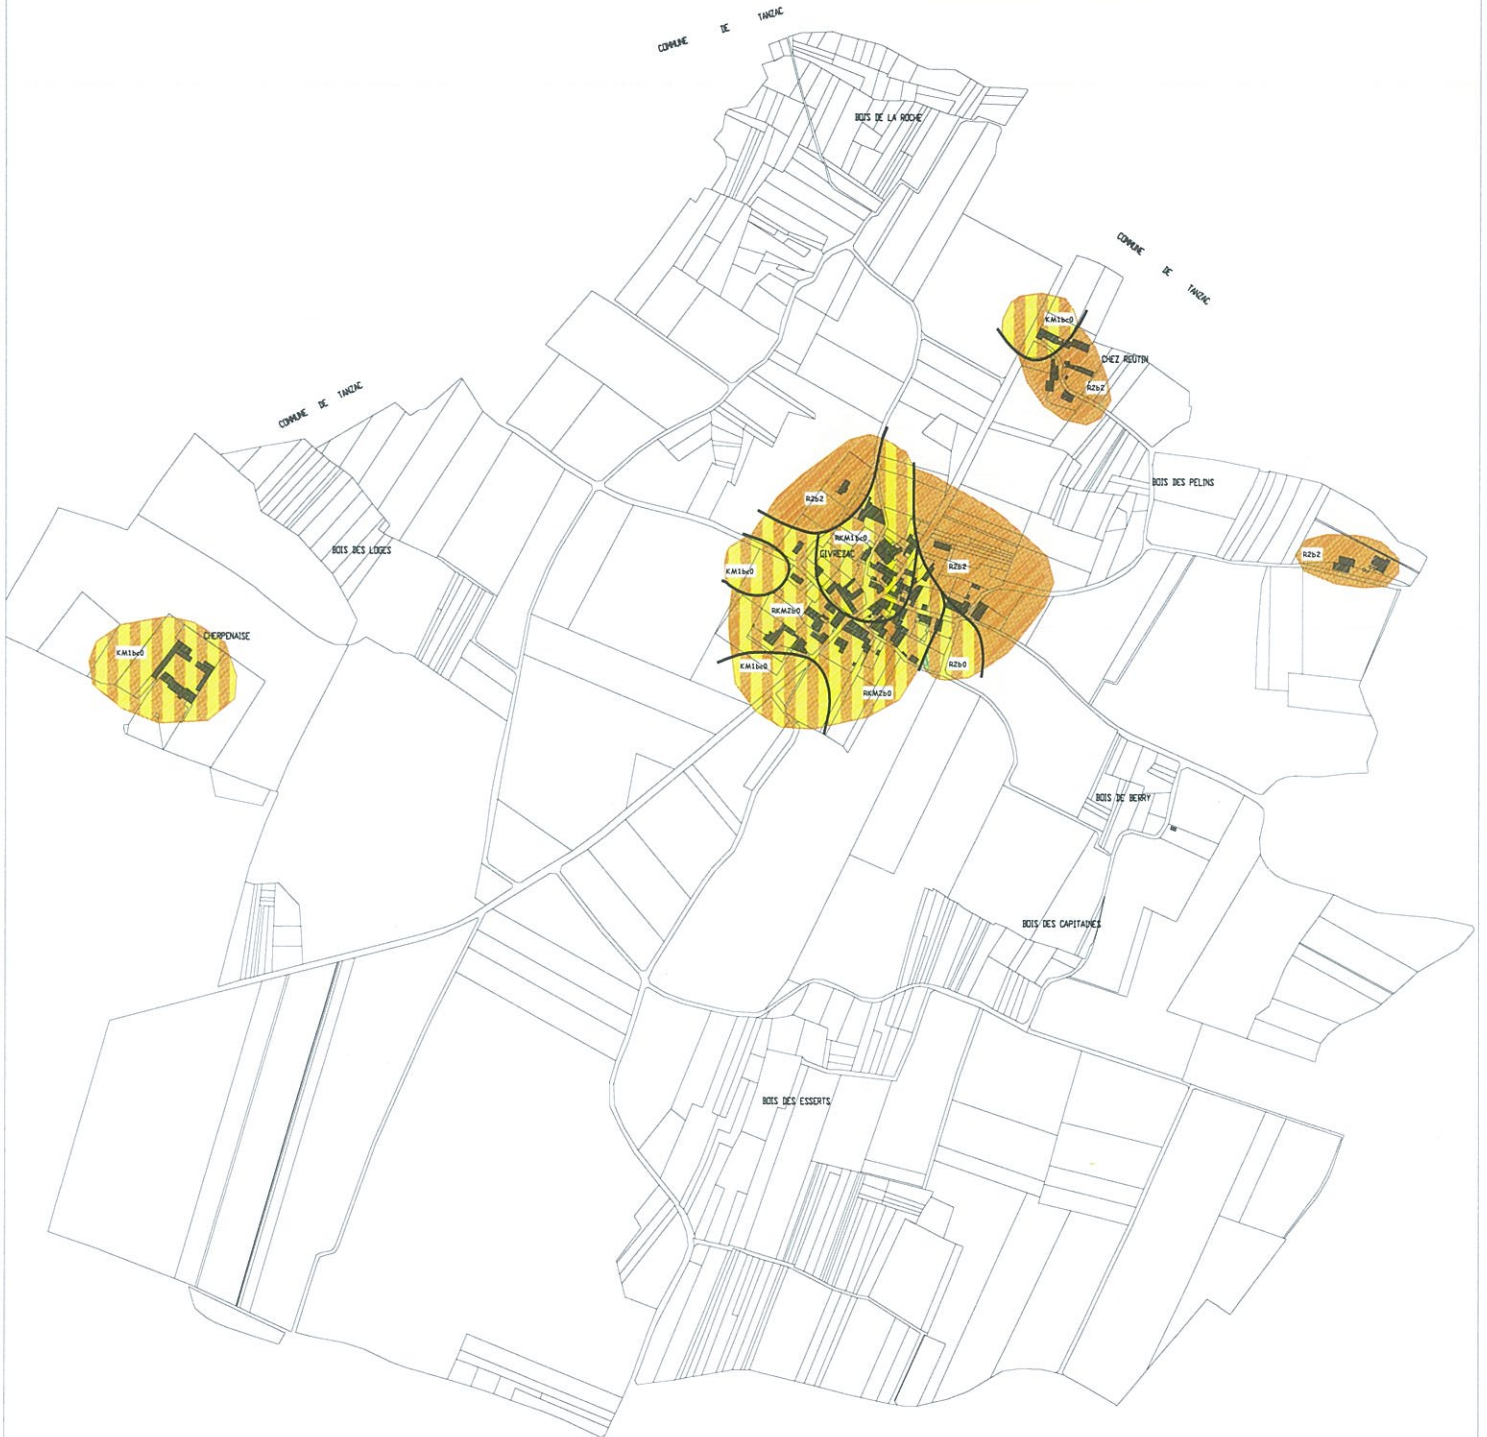 COMMUNE DE TANZAC
BOIS DE LA ROCHE
COMMUNE DE TANZAC
KM1bc0
CHEZ REUTIN
R2b2
COMMUNE DE TANZAC
BOIS DES PELINS
R2b2
R2b2
RKM1bc0
GIVREZAC
R2b2
BOIS DES LOGES
KM1bc0
RKM2b0
CHERPENAISE
KM1bc0
KM1bc0
R2b0
RKM2b0
BOIS DE BERRY
BOIS DES CAPITAINES
BOIS DES ESSERTS